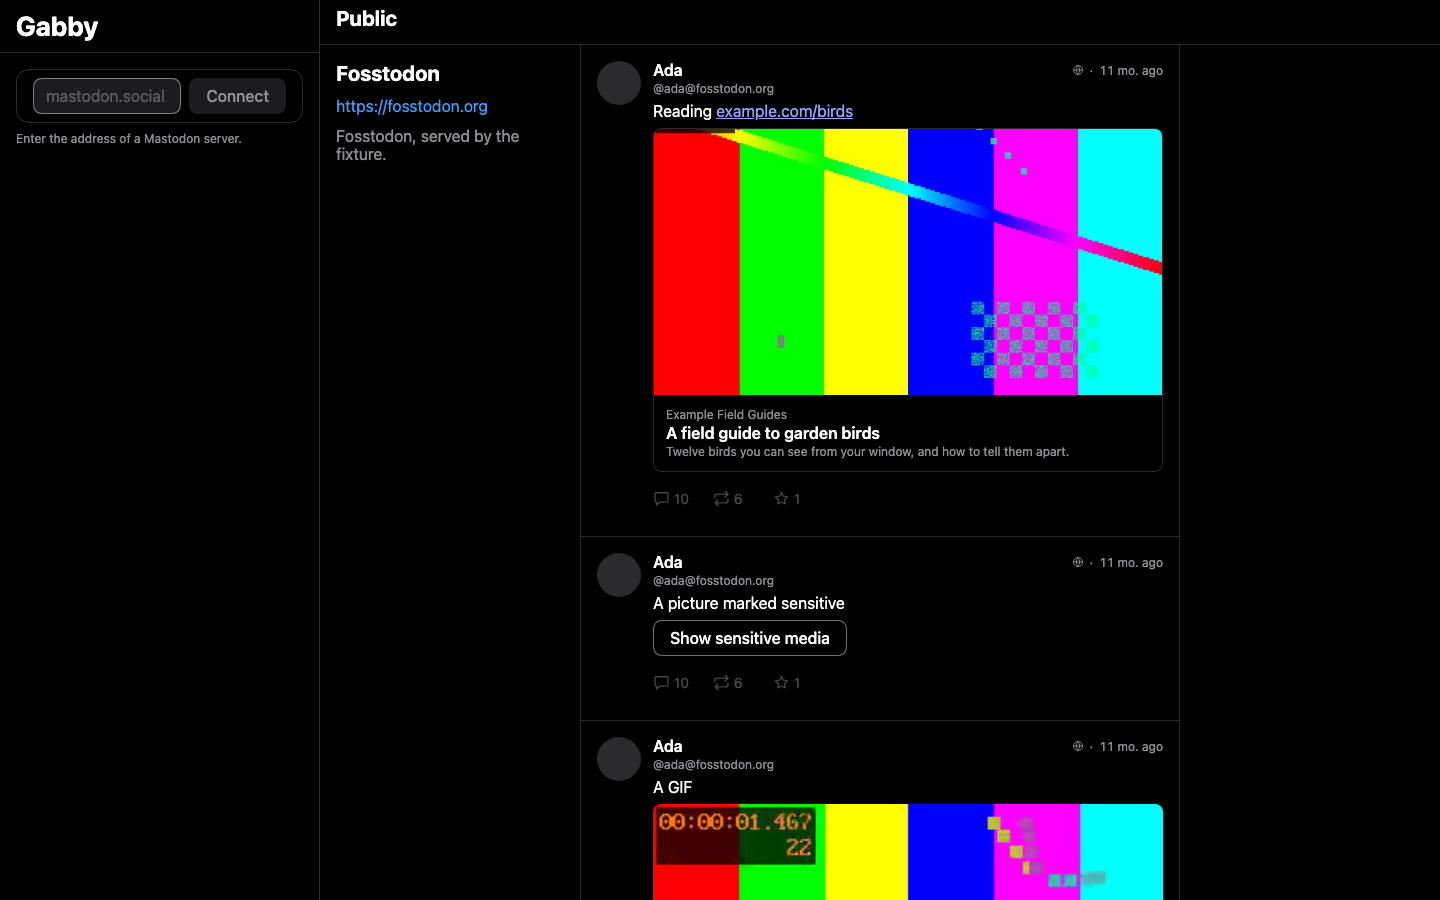 Gabby
mastodon.social
Connect
Enter the address of a Mastodon server.
Public
Fosstodon
https://fosstodon.org
Fosstodon, served by the
fixture.
Ada
· 11 mo. ago
@ada@fosstodon.org
Reading example.com/birds
Example Field Guides
A field guide to garden birds
Twelve birds you can see from your window, and how to tell them apart.
10 6 1
Ada
· 11 mo. ago
@ada@fosstodon.org
A picture marked sensitive
Show sensitive media
10 6 1
Ada
· 11 mo. ago
@ada@fosstodon.org
A GIF
00:00:01.467
22